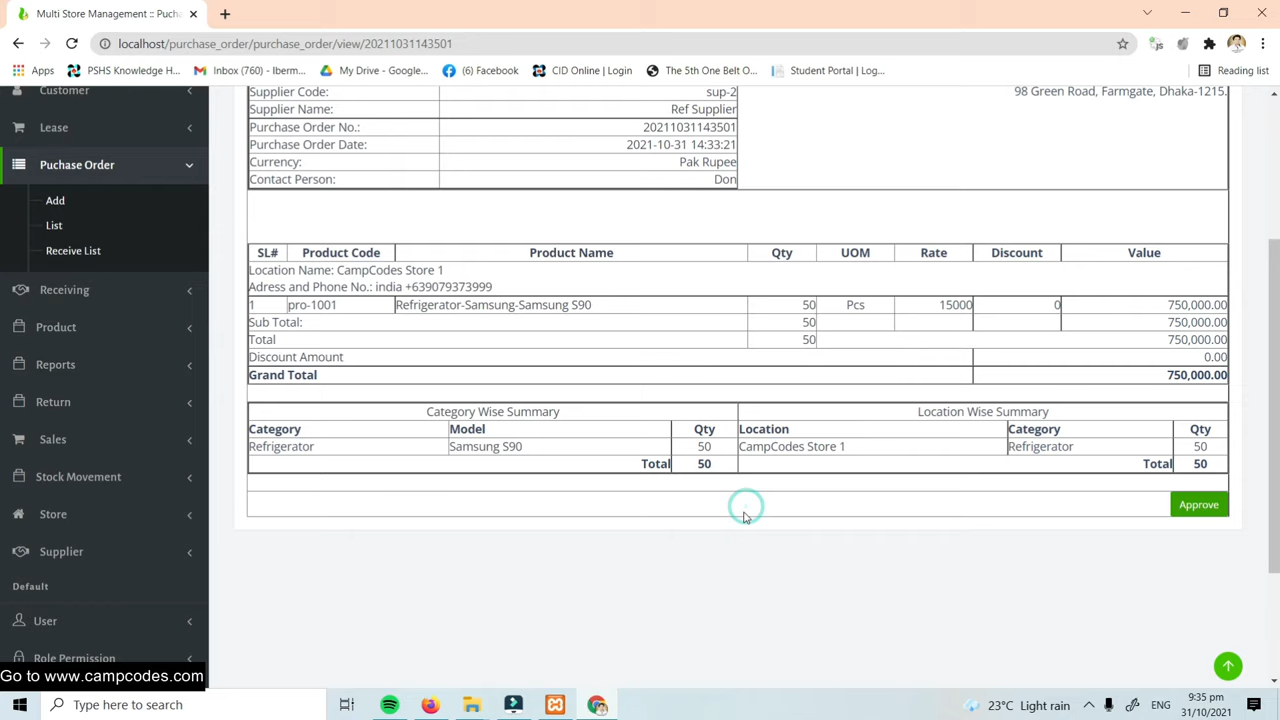 Multi Store Management :: Puchas
localhost/purchase_order/purchase_order/view/20211031143501
Apps PSHS Knowledge H... Inbox (760) - Iberm... My Drive - Google... (6) Facebook CID Online | Login The 5th One Belt O... Student Portal | Log... Reading list
Customer
Lease
Puchase Order
Add
List
Receive List
Receiving
Product
Reports
Return
Sales
Stock Movement
Store
Supplier
Default
User
Role Permission
Supplier Code: sup-2 98 Green Road, Farmgate, Dhaka-1215.
Supplier Name: Ref Supplier
Purchase Order No.: 20211031143501
Purchase Order Date: 2021-10-31 14:33:21
Currency: Pak Rupee
Contact Person: Don
SL# Product Code Product Name Qty UOM Rate Discount Value
Location Name: CampCodes Store 1
Adress and Phone No.: india +639079373999
1 pro-1001 Refrigerator-Samsung-Samsung S90 50 Pcs 15000 0 750,000.00
Sub Total: 50 750,000.00
Total 50 750,000.00
Discount Amount 0.00
Grand Total 750,000.00
Category Wise Summary Location Wise Summary
Category Model Qty Location Category Qty
Refrigerator Samsung S90 50 CampCodes Store 1 Refrigerator 50
Total 50 Total 50
Approve
Go to www.campcodes.com
Type here to search 23°C Light rain ENG 9:35 pm
31/10/2021